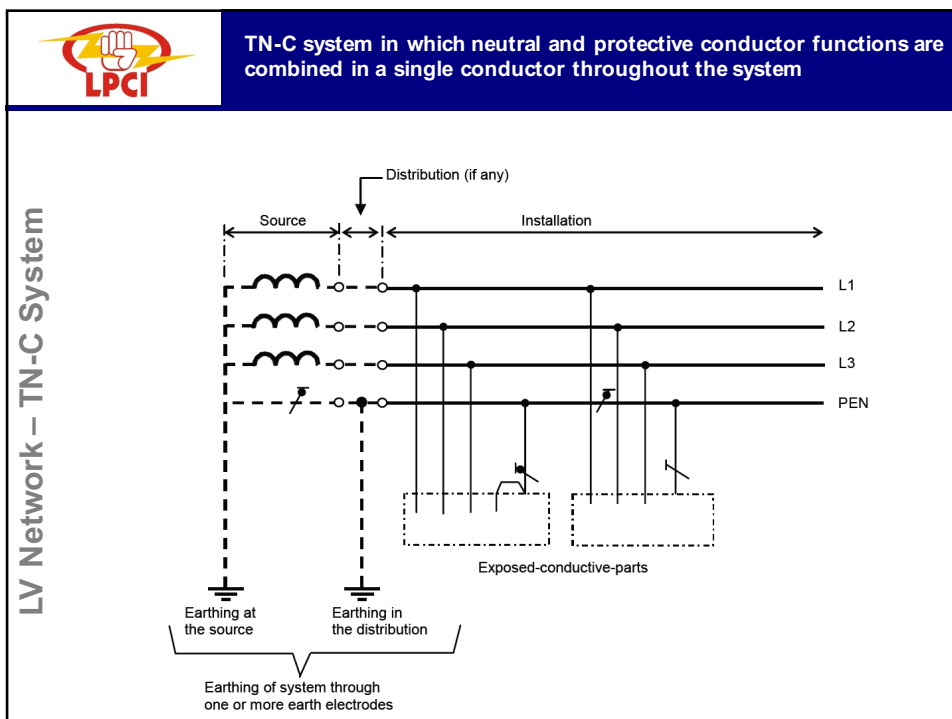 LPCI
TN-C system in which neutral and protective conductor functions are
combined in a single conductor throughout the system
LV Network – TN-C System
Distribution (if any)
Source
Installation
L1
L2
L3
PEN
Exposed-conductive-parts
Earthing at
the source
Earthing in
the distribution
Earthing of system through
one or more earth electrodes